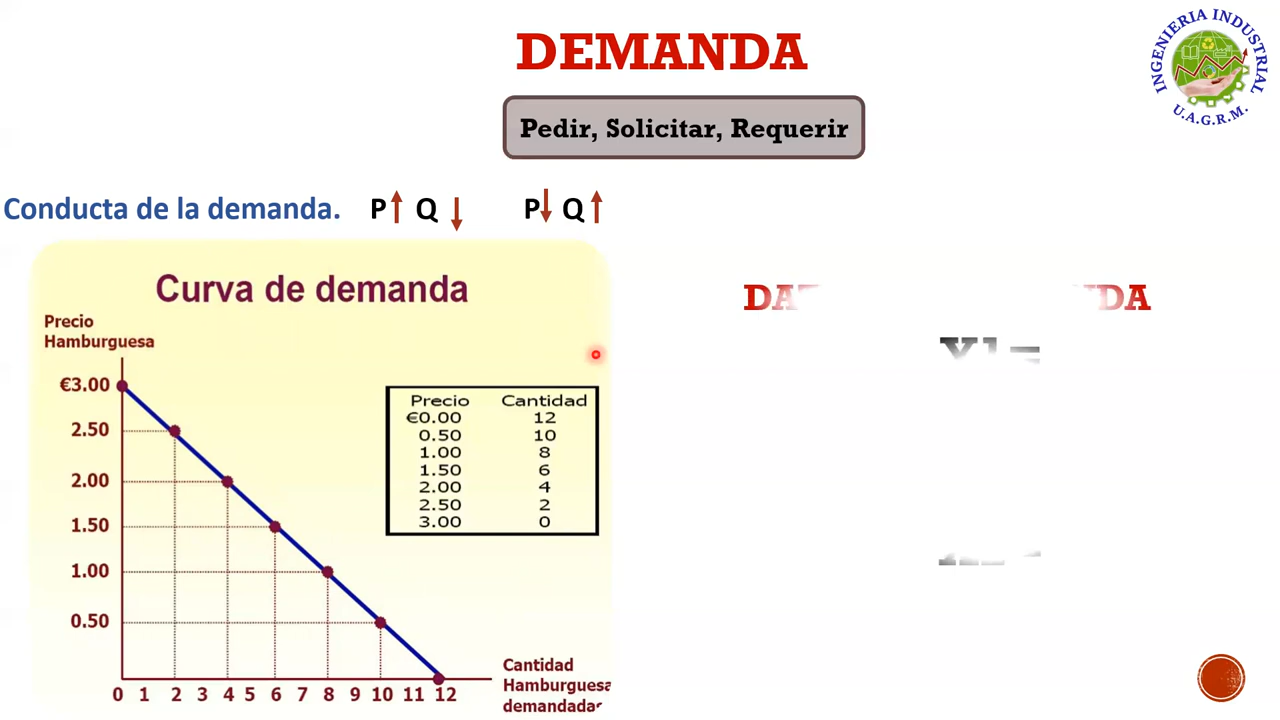 DEMANDA
INGENIERIA INDUSTRIAL
U.A.G.R.M.
Pedir, Solicitar, Requerir
Conducta de la demanda. P Q P Q
Curva de demanda
Precio
Hamburguesa
€3.00
2.50
2.00
1.50
1.00
0.50
Precio Cantidad
€0.00 12
0.50 10
1.00 8
1.50 6
2.00 4
2.50 2
3.00 0
0 1 2 3 4 5 6 7 8 9 10 11 12
Cantidad
Hamburguesa
demandadas